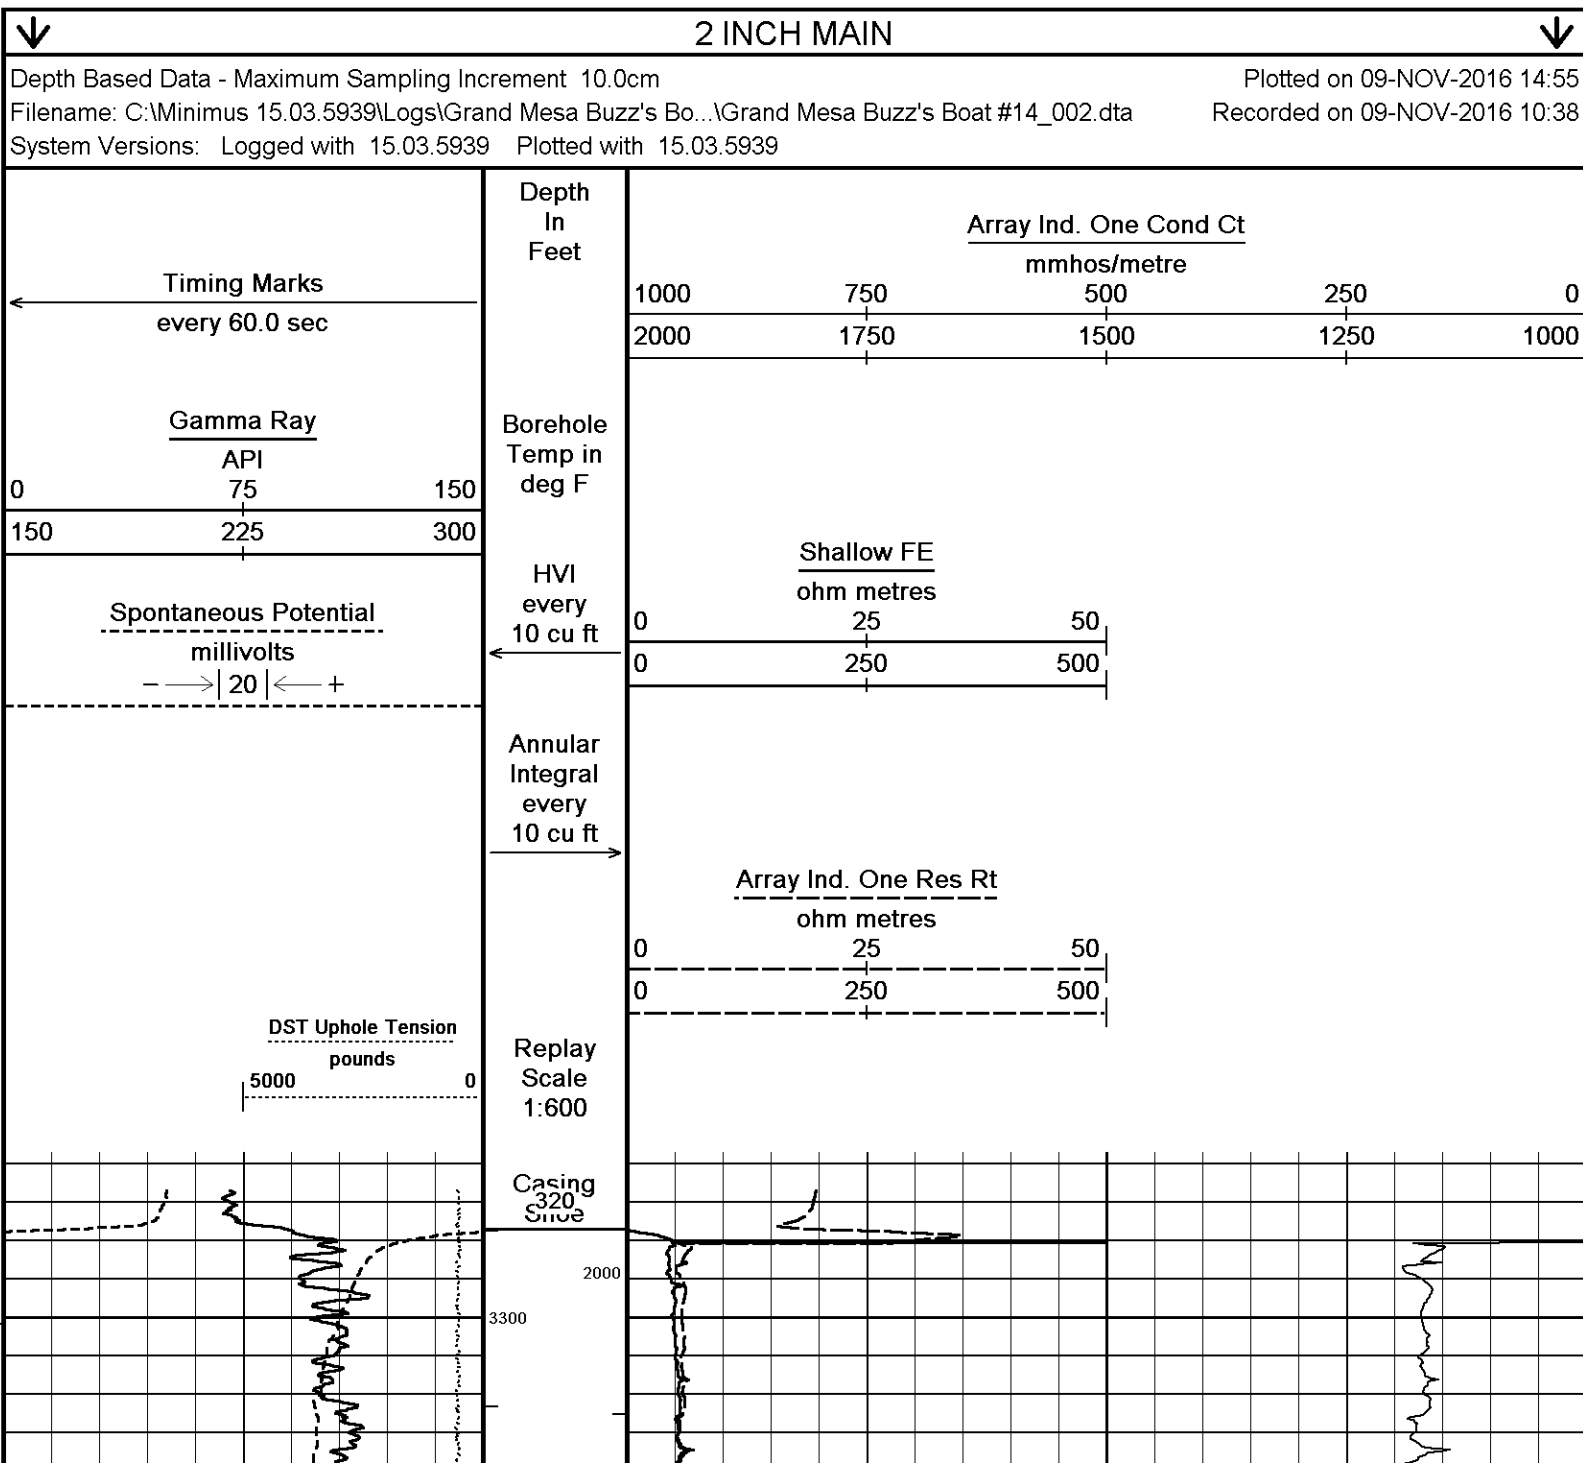 2 INCH MAIN
Depth Based Data - Maximum Sampling Increment 10.0cm
Plotted on 09-NOV-2016 14:55
Filename: C:\Minimus 15.03.5939\Logs\Grand Mesa Buzz's Bo...\Grand Mesa Buzz's Boat #14_002.dta
Recorded on 09-NOV-2016 10:38
System Versions: Logged with 15.03.5939 Plotted with 15.03.5939
Timing Marks
every 60.0 sec
Gamma Ray
API
0 75 150
150 225 300
Spontaneous Potential
millivolts
− 20 +
DST Uphole Tension
pounds
5000 0
Depth
In
Feet
Borehole
Temp in
deg F
HVI
every
10 cu ft
Annular
Integral
every
10 cu ft
Replay
Scale
1:600
Casing
320
Shoe
2000
3300
Array Ind. One Cond Ct
mmhos/metre
1000 750 500 250 0
2000 1750 1500 1250 1000
Shallow FE
ohm metres
0 25 50
0 250 500
Array Ind. One Res Rt
ohm metres
0 25 50
0 250 500